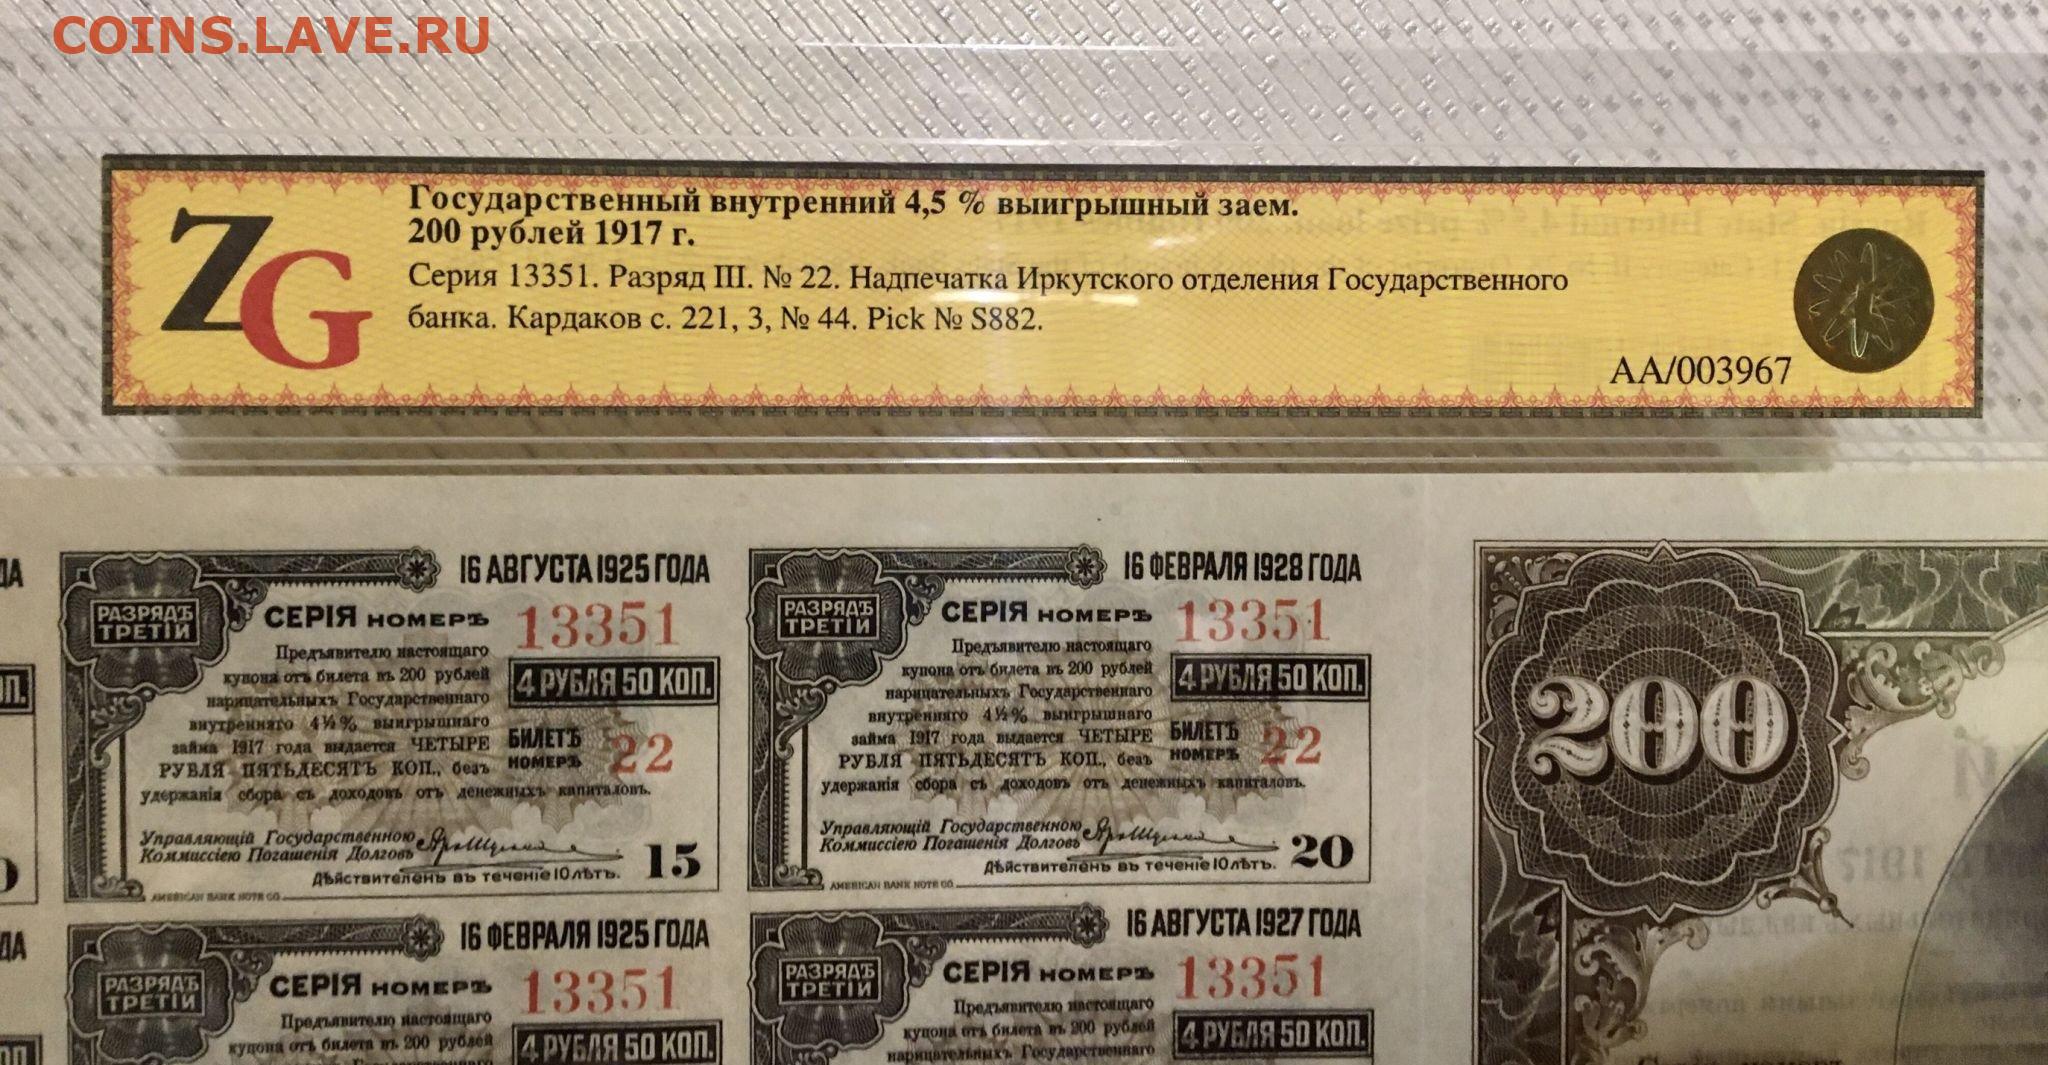 COINS.LAVE.RU
ZG
Государственный внутренний 4,5 % выигрышный заем.
200 рублей 1917 г.
Серия 13351. Разряд III. № 22. Надпечатка Иркутского отделения Государственного
банка. Кардаков с. 221, 3, № 44. Pick № S882.
АА/003967
16 АВГУСТА 1925 ГОДА
РАЗРЯДЪ
ТРЕТІЙ
СЕРІЯ НОМЕРЪ 13351
Предъявителю настоящаго
купона отъ билета въ 200 рублей
нарицательныхъ Государственнаго
внутренняго 4½% выигрышнаго
займа 1917 года выдается ЧЕТЫРЕ
РУБЛЯ ПЯТЬДЕСЯТЪ КОП., безъ
удержанія сбора съ доходовъ отъ денежныхъ капиталовъ.
4 РУБЛЯ 50 КОП.
БИЛЕТЪ
НОМЕРЪ 22
Управляющій Государственною
Коммиссіею Погашенія Долговъ
Дѣйствителенъ въ теченіе 10 лѣтъ.
15
AMERICAN BANK NOTE CO.
16 ФЕВРАЛЯ 1928 ГОДА
РАЗРЯДЪ
ТРЕТІЙ
СЕРІЯ НОМЕРЪ 13351
Предъявителю настоящаго
купона отъ билета въ 200 рублей
нарицательныхъ Государственнаго
внутренняго 4½% выигрышнаго
займа 1917 года выдается ЧЕТЫРЕ
РУБЛЯ ПЯТЬДЕСЯТЪ КОП., безъ
удержанія сбора съ доходовъ отъ денежныхъ капиталовъ.
4 РУБЛЯ 50 КОП.
БИЛЕТЪ
НОМЕРЪ 22
Управляющій Государственною
Коммиссіею Погашенія Долговъ
Дѣйствителенъ въ теченіе 10 лѣтъ.
20
AMERICAN BANK NOTE CO.
200
16 ФЕВРАЛЯ 1925 ГОДА
РАЗРЯДЪ
ТРЕТІЙ
СЕРІЯ НОМЕРЪ 13351
Предъявителю настоящаго
купона отъ билета въ 200 рублей
4 РУБЛЯ 50 КОП.
16 АВГУСТА 1927 ГОДА
РАЗРЯДЪ
ТРЕТІЙ
СЕРІЯ НОМЕРЪ 13351
Предъявителю настоящаго
купона отъ билета въ 200 рублей
нарицательныхъ Государственнаго
4 РУБЛЯ 50 КОП.